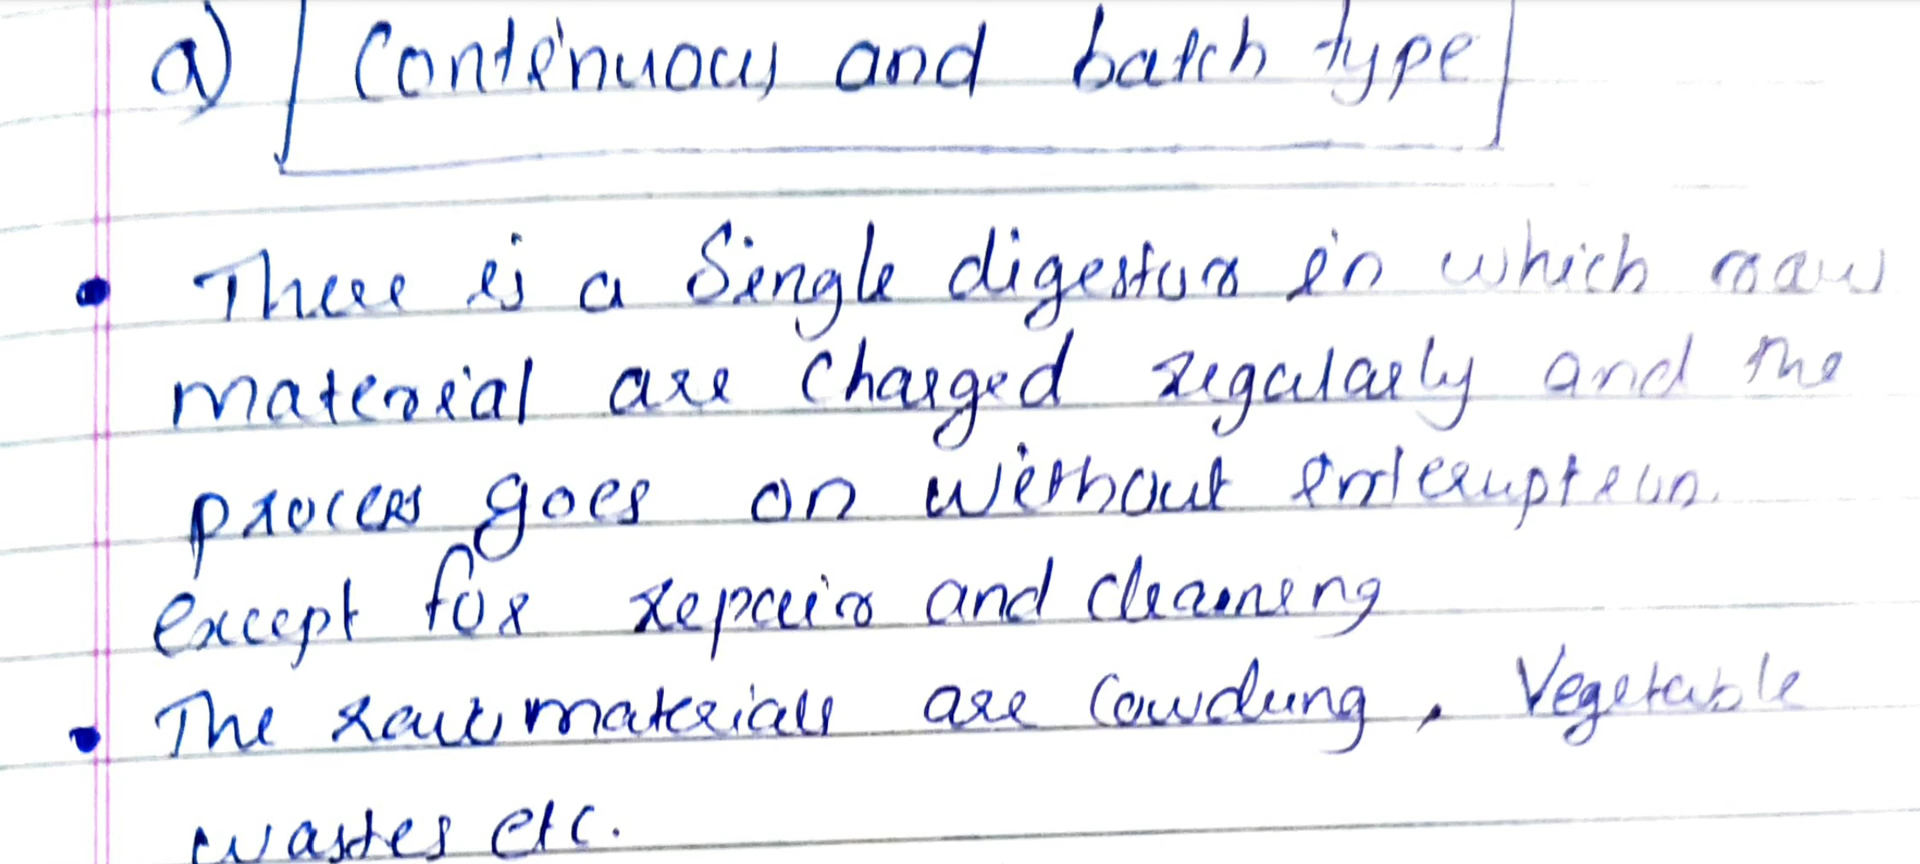 a) Continuous and batch type
• There is a Single digestor in which raw
material are Charged regularly and the
process goes on without interruption.
except for repair and cleaning
• The raw materials are Cowdung, Vegetable
wastes etc.